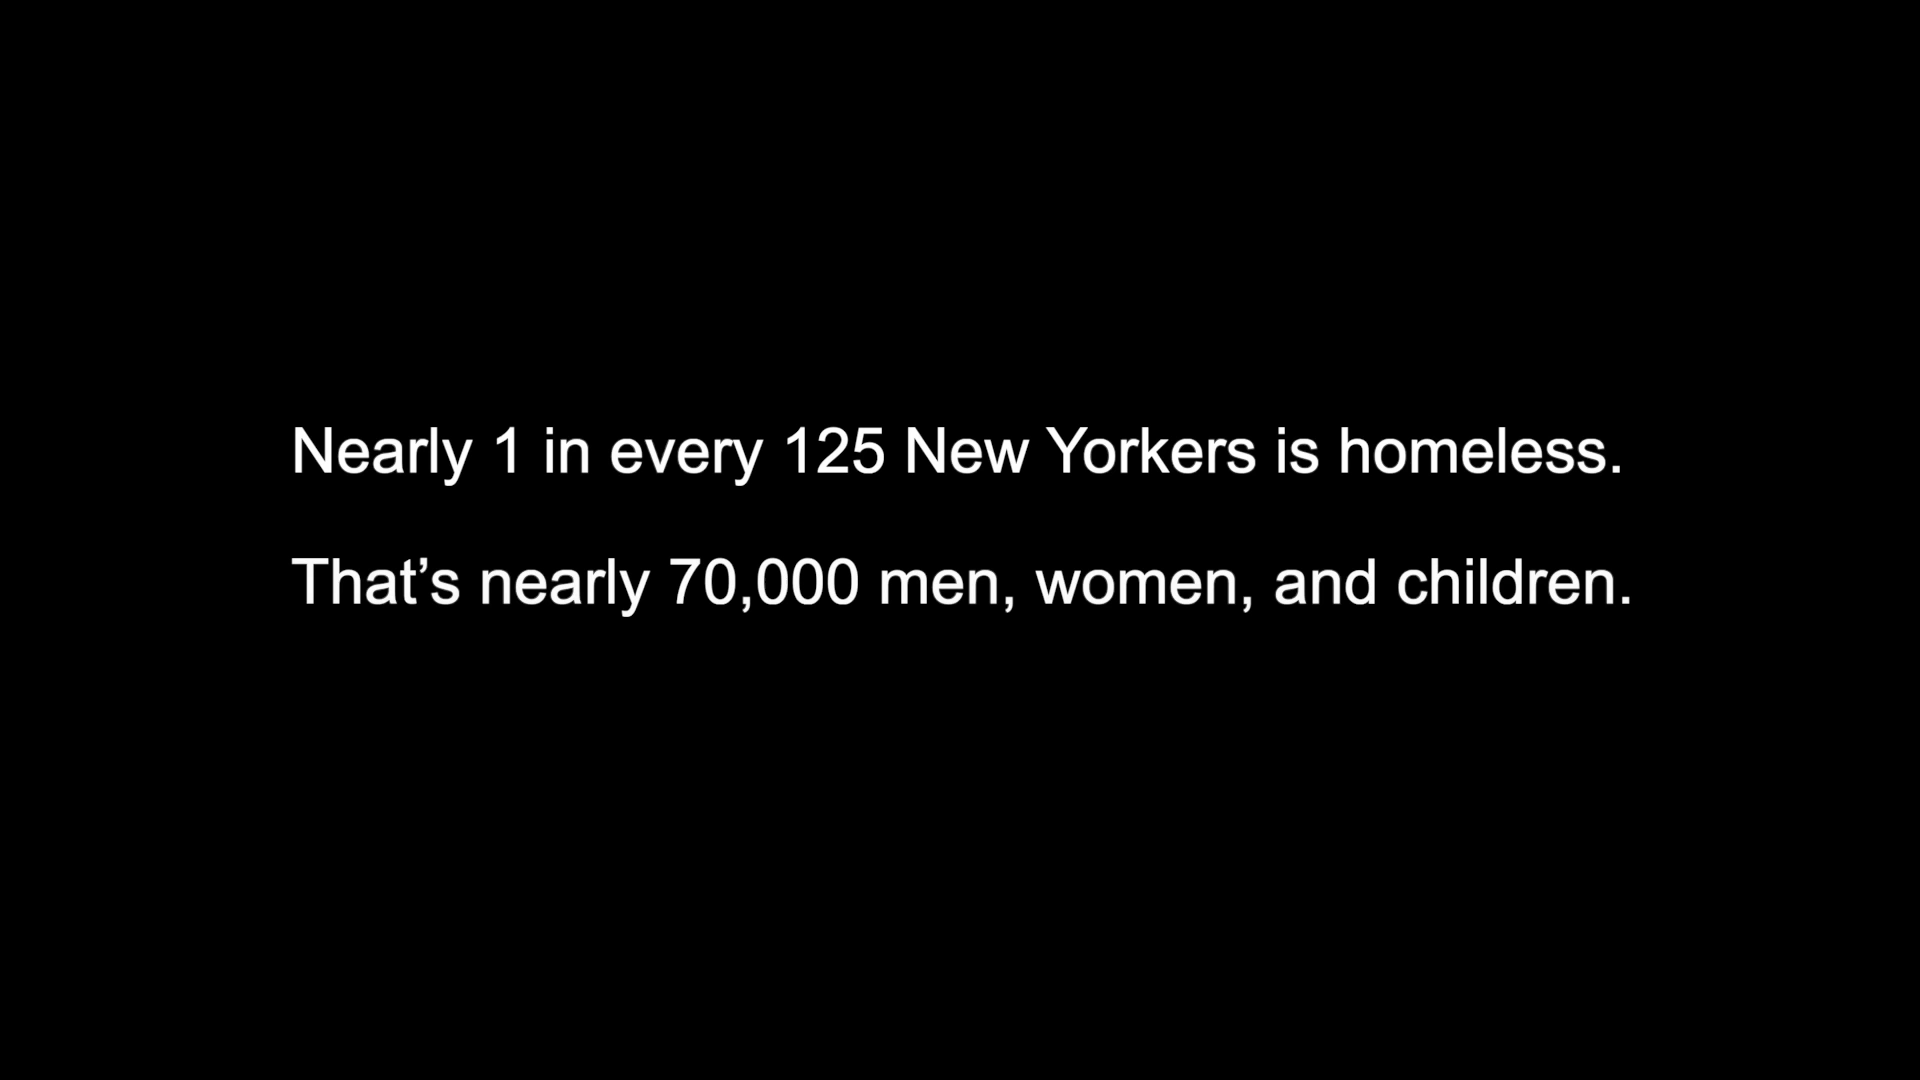 Nearly 1 in every 125 New Yorkers is homeless.
That’s nearly 70,000 men, women, and children.